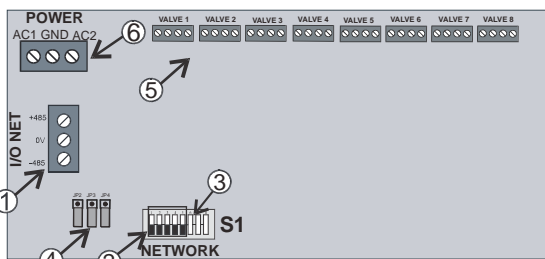 POWER
AC1 GND AC2
6
VALVE 1 VALVE 2 VALVE 3 VALVE 4 VALVE 5 VALVE 6 VALVE 7 VALVE 8
5
I/O NET
+485
0V
-485
1
JP2 JP3 JP4
3
S1
4
2
NETWORK